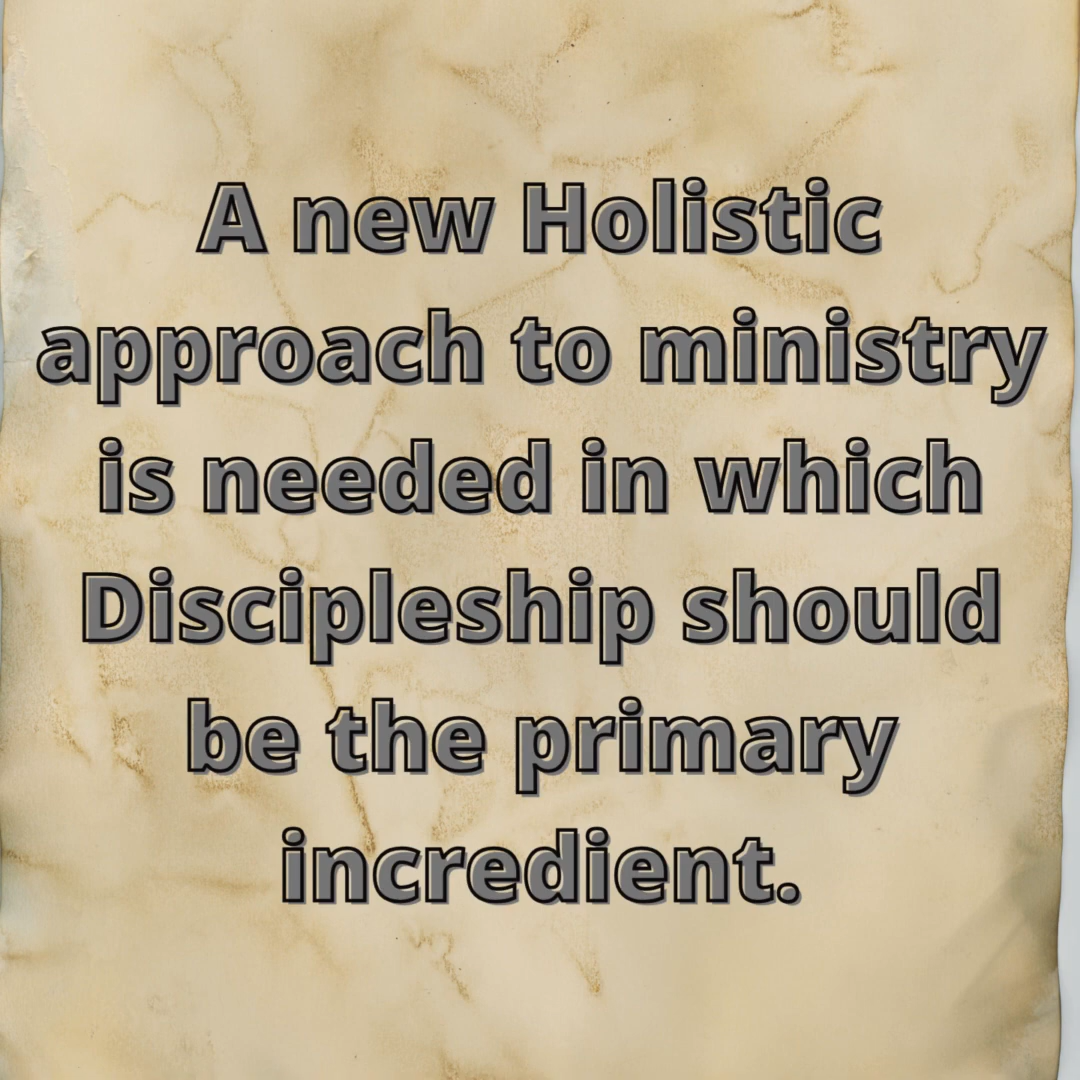 A new Holistic
approach to ministry
is needed in which
Discipleship should
be the primary
incredient.